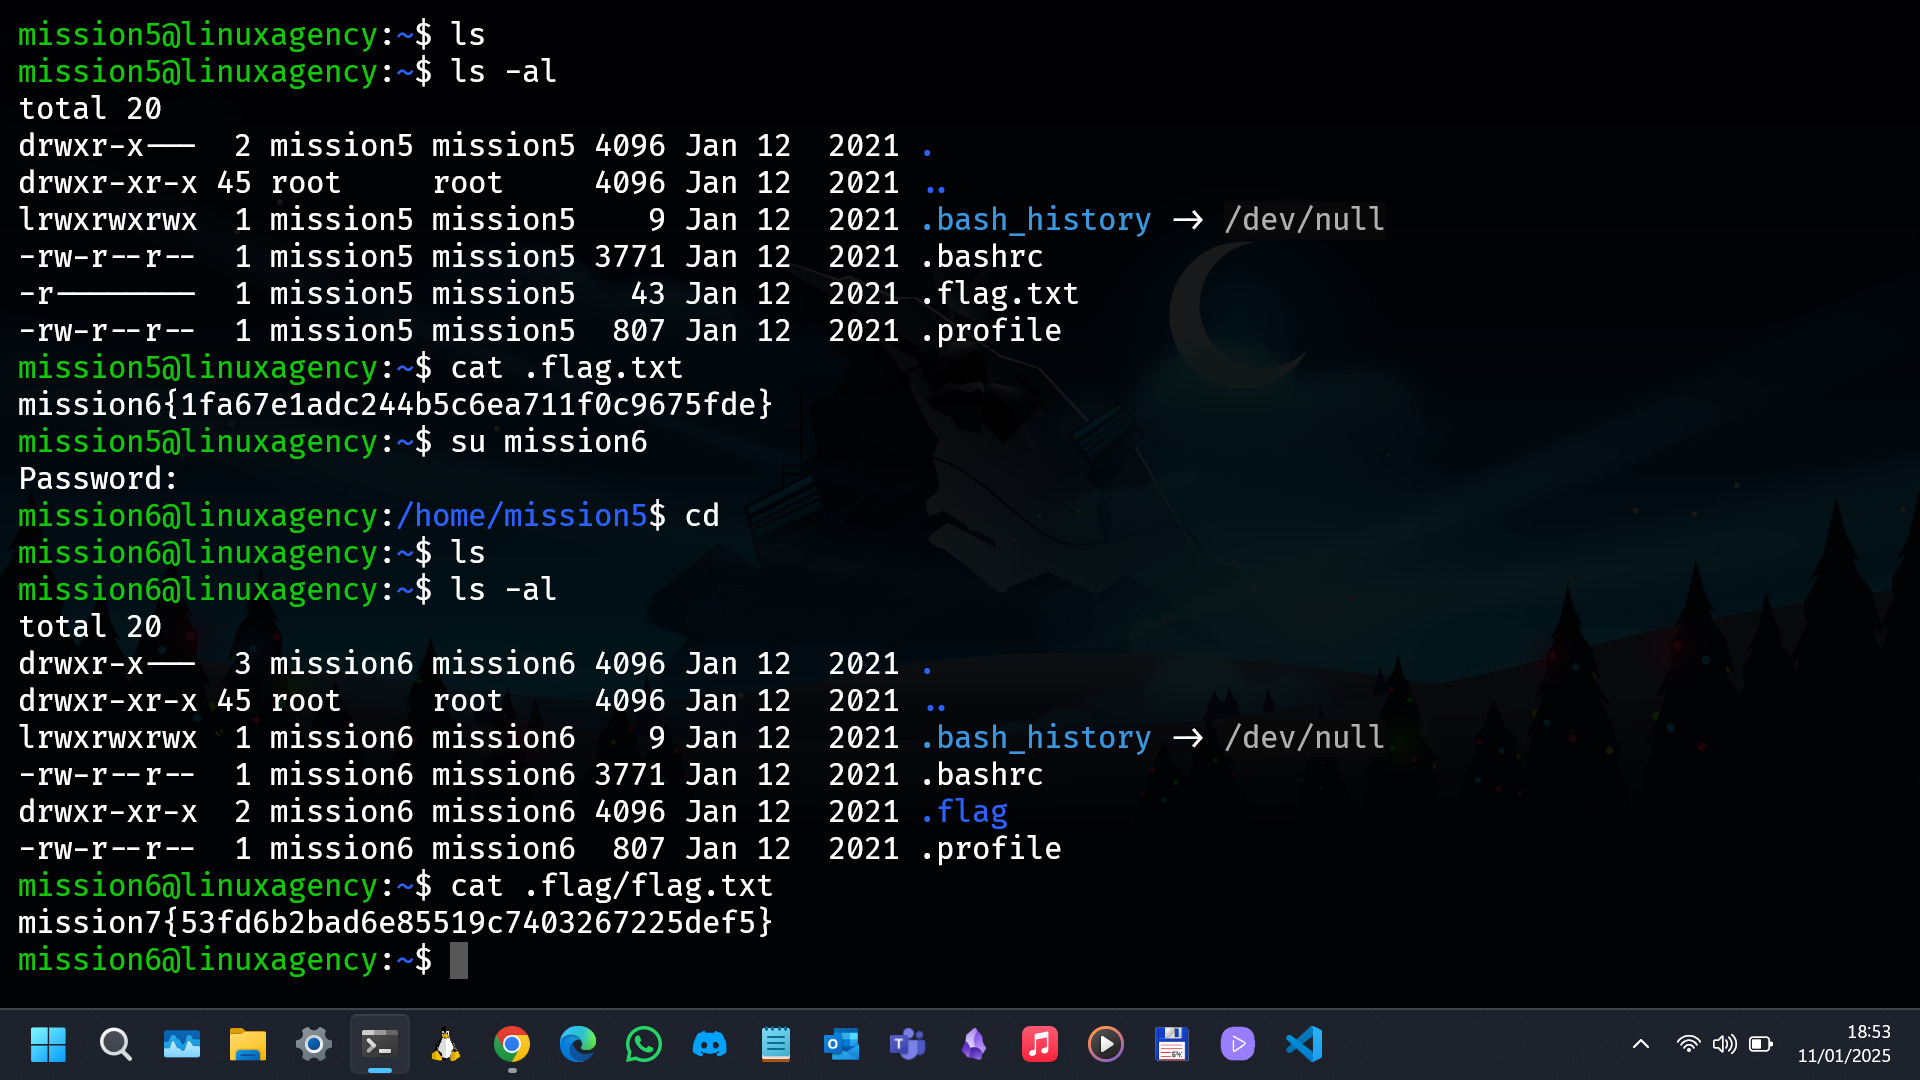 mission5@linuxagency:~$ ls
mission5@linuxagency:~$ ls -al
total 20
drwxr-x---  2 mission5 mission5 4096 Jan 12  2021 .
drwxr-xr-x 45 root     root     4096 Jan 12  2021 ..
lrwxrwxrwx  1 mission5 mission5    9 Jan 12  2021 .bash_history -> /dev/null
-rw-r--r--  1 mission5 mission5 3771 Jan 12  2021 .bashrc
-r--------  1 mission5 mission5   43 Jan 12  2021 .flag.txt
-rw-r--r--  1 mission5 mission5  807 Jan 12  2021 .profile
mission5@linuxagency:~$ cat .flag.txt
mission6{1fa67e1adc244b5c6ea711f0c9675fde}
mission5@linuxagency:~$ su mission6
Password:
mission6@linuxagency:/home/mission5$ cd
mission6@linuxagency:~$ ls
mission6@linuxagency:~$ ls -al
total 20
drwxr-x---  3 mission6 mission6 4096 Jan 12  2021 .
drwxr-xr-x 45 root     root     4096 Jan 12  2021 ..
lrwxrwxrwx  1 mission6 mission6    9 Jan 12  2021 .bash_history -> /dev/null
-rw-r--r--  1 mission6 mission6 3771 Jan 12  2021 .bashrc
drwxr-xr-x  2 mission6 mission6 4096 Jan 12  2021 .flag
-rw-r--r--  1 mission6 mission6  807 Jan 12  2021 .profile
mission6@linuxagency:~$ cat .flag/flag.txt
mission7{53fd6b2bad6e85519c7403267225def5}
mission6@linuxagency:~$
18:53
11/01/2025